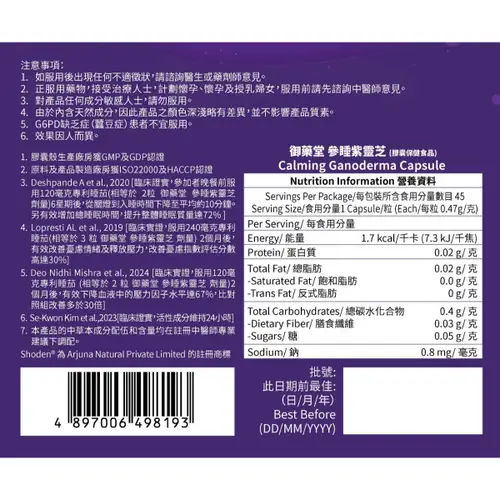 注意事項:
1. 如服用後出現任何不適徵狀,請諮詢醫生或藥劑師意見。
2. 正服用藥物,接受治療人士,計劃懷孕、懷孕及授乳婦女,服用前請先諮詢中醫師意見。
3. 對產品任何成分敏感人士,請勿服用。
4. 由於內含天然成分,因此產品之顏色深淺略有差異,並不影響產品質素。
5. G6PD缺乏症(蠶豆症)患者不宜服用。
6. 效果因人而異。
1. 膠囊殼生產廠房獲GMP及GDP認證
2. 原料及產品製造廠房獲ISO22000及HACCP認證
3. Deshpande A et al., 2020 [臨床實證,參加者晚餐前服
用120毫克專利睡茄(相等於 2粒 御藥堂 參睡紫靈芝
劑量)6星期後,從關燈到入睡時間下降至平均約10分鐘。
另有效增加總睡眠時間,提升整體睡眠質量達72%]
4. Lopresti AL et al., 2019 [臨床實證,服用240毫克專利
睡茄(相等於 3 粒 御藥堂 參睡紫靈芝 劑量) 2個月後,
有效改善憂慮情緒及釋放壓力,改善憂慮指數評估分數
高達30%]
5. Deo Nidhi Mishra et al., 2024 [臨床實證,服用120毫
克專利睡茄 (相等於 2 粒 御藥堂 參睡紫靈芝 劑量)2
個月後,有效下降血液中的壓力因子水平達67%,比對
照組改善多於30倍]
6. Se-Kwon Kim et al.,2023[臨床實證,活性成分維持24小時]
7. 本產品的中草本成分配伍和含量均在註冊中醫師專業
建議下調配。
Shoden® 為 Arjuna Natural Private Limited 的註冊商標
4 897006 498193
御藥堂 參睡紫靈芝 (膠囊保健食品)
Calming Ganoderma Capsule
Nutrition Information 營養資料
Servings Per Package/每包裝所含食用分量數目 45
Serving Size/食用分量1 Capsule/粒 (Each/每粒 0.47g/克)
Per Serving/ 每食用分量
Energy/ 能量 1.7 kcal/千卡 (7.3 kJ/千焦)
Protein/ 蛋白質 0.02 g/ 克
Total Fat/ 總脂肪 0.02 g/ 克
-Saturated Fat/ 飽和脂肪 0.0 g/ 克
-Trans Fat/ 反式脂肪 0 g/ 克
Total Carbohydrates/ 總碳水化合物 0.4 g/ 克
-Dietary Fiber/ 膳食纖維 0.03 g/ 克
-Sugars/ 糖 0.05 g/ 克
Sodium/鈉 0.8 mg/ 毫克
批號:
此日期前最佳:
(日/月/年)
Best Before
(DD/MM/YYYY)